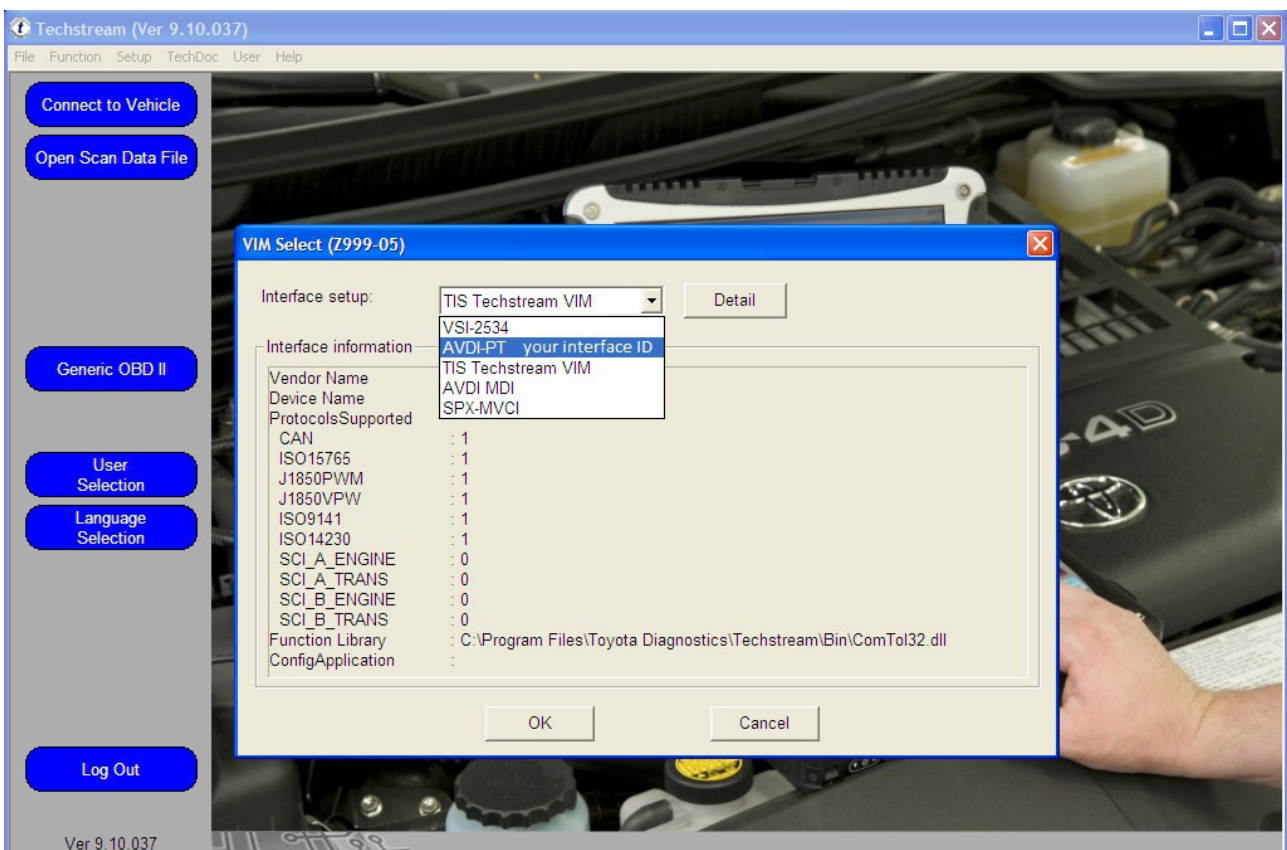 Techstream (Ver 9.10.037)
File Function Setup TechDoc User Help
Connect to Vehicle
Open Scan Data File
Generic OBD II
User
Selection
Language
Selection
Log Out
Ver 9.10.037
VIM Select (Z999-05)
Interface setup:
TIS Techstream VIM
Detail
VSI-2534
AVDI-PT your interface ID
TIS Techstream VIM
AVDI MDI
SPX-MVCI
Interface information
Vendor Name
Device Name
ProtocolsSupported
CAN : 1
ISO15765 : 1
J1850PWM : 1
J1850VPW : 1
ISO9141 : 1
ISO14230 : 1
SCI_A_ENGINE : 0
SCI_A_TRANS : 0
SCI_B_ENGINE : 0
SCI_B_TRANS : 0
Function Library : C:\Program Files\Toyota Diagnostics\Techstream\Bin\ComTol32.dll
ConfigApplication :
OK
Cancel
-4D